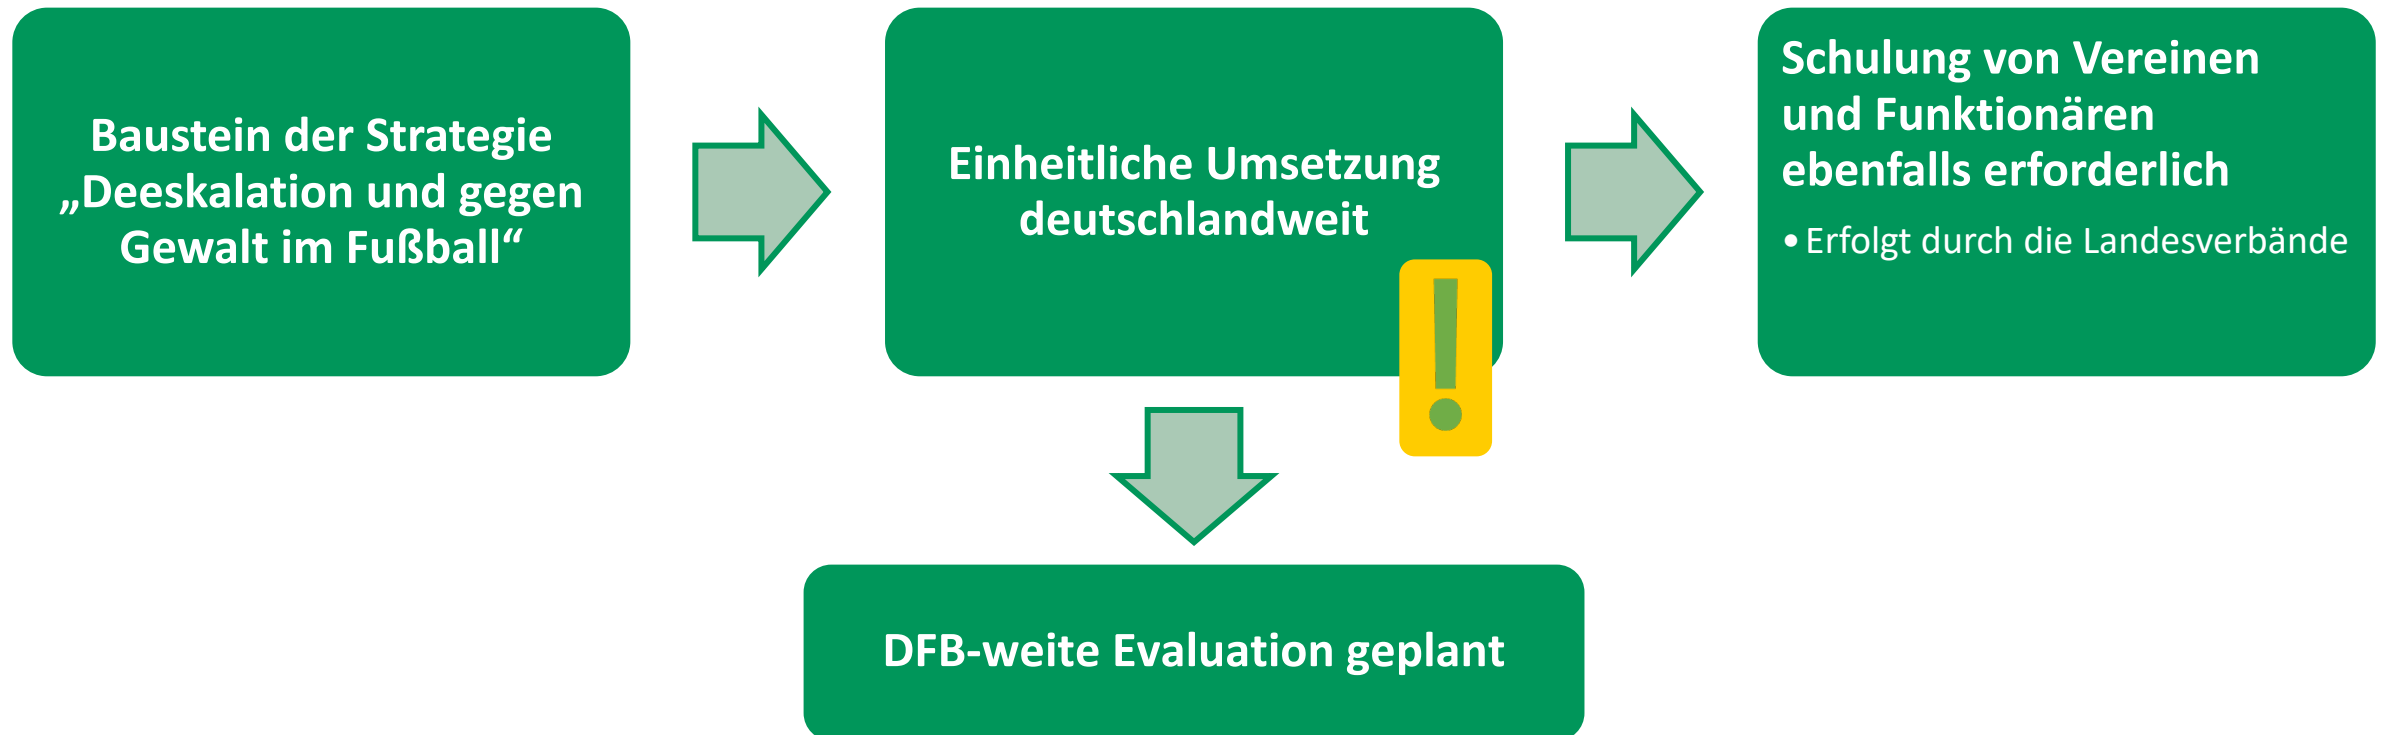 Baustein der Strategie
„Deeskalation und gegen
Gewalt im Fußball“
Einheitliche Umsetzung
deutschlandweit
!
Schulung von Vereinen
und Funktionären
ebenfalls erforderlich
• Erfolgt durch die Landesverbände
DFB-weite Evaluation geplant